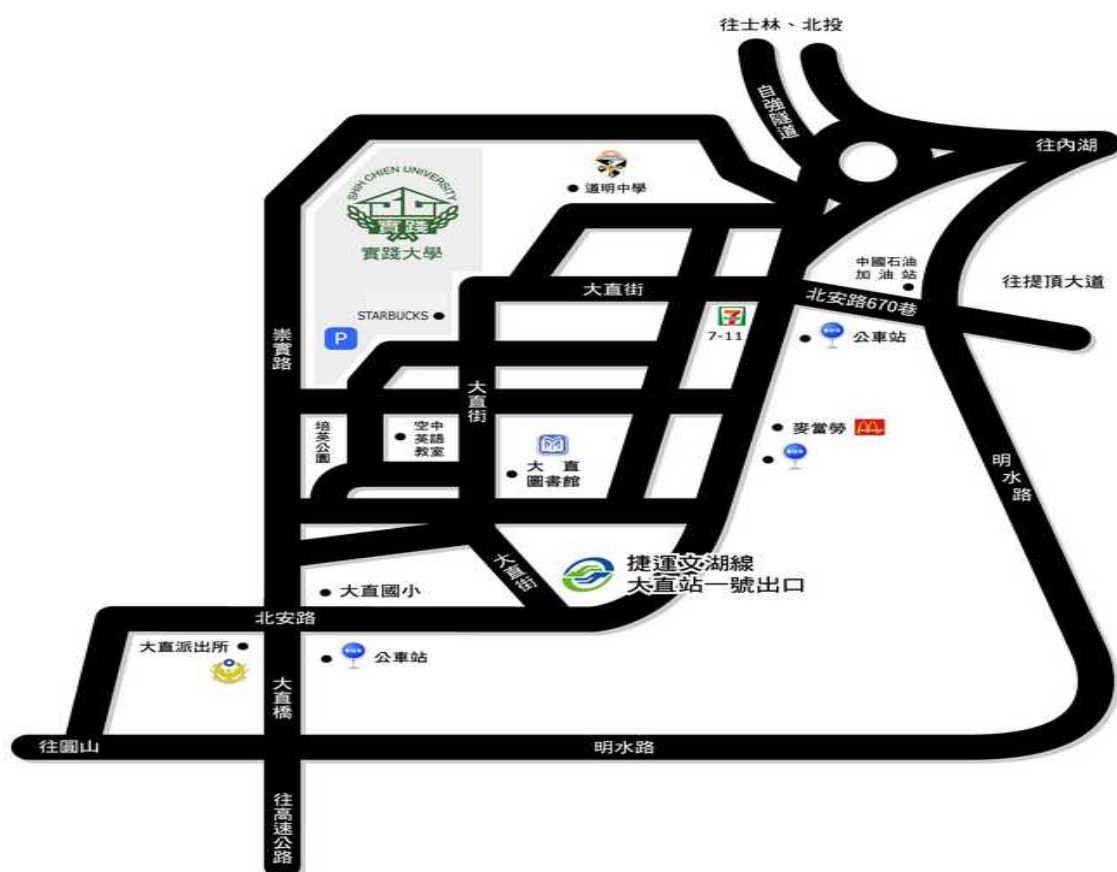 往士林、北投
自強隧道
往內湖
SHIH CHIEN UNIVERSITY
實踐
實踐大學
道明中學
中國石油
加油站
往提頂大道
大直街
北安路670巷
STARBUCKS
P
崇實路
7-11
公車站
大直街
培英公園
空中
英語
教室
大直
圖書館
麥當勞
明水路
大直街
捷運文湖線
大直站一號出口
大直國小
北安路
大直派出所
公車站
大直橋
往圓山
明水路
往高速公路